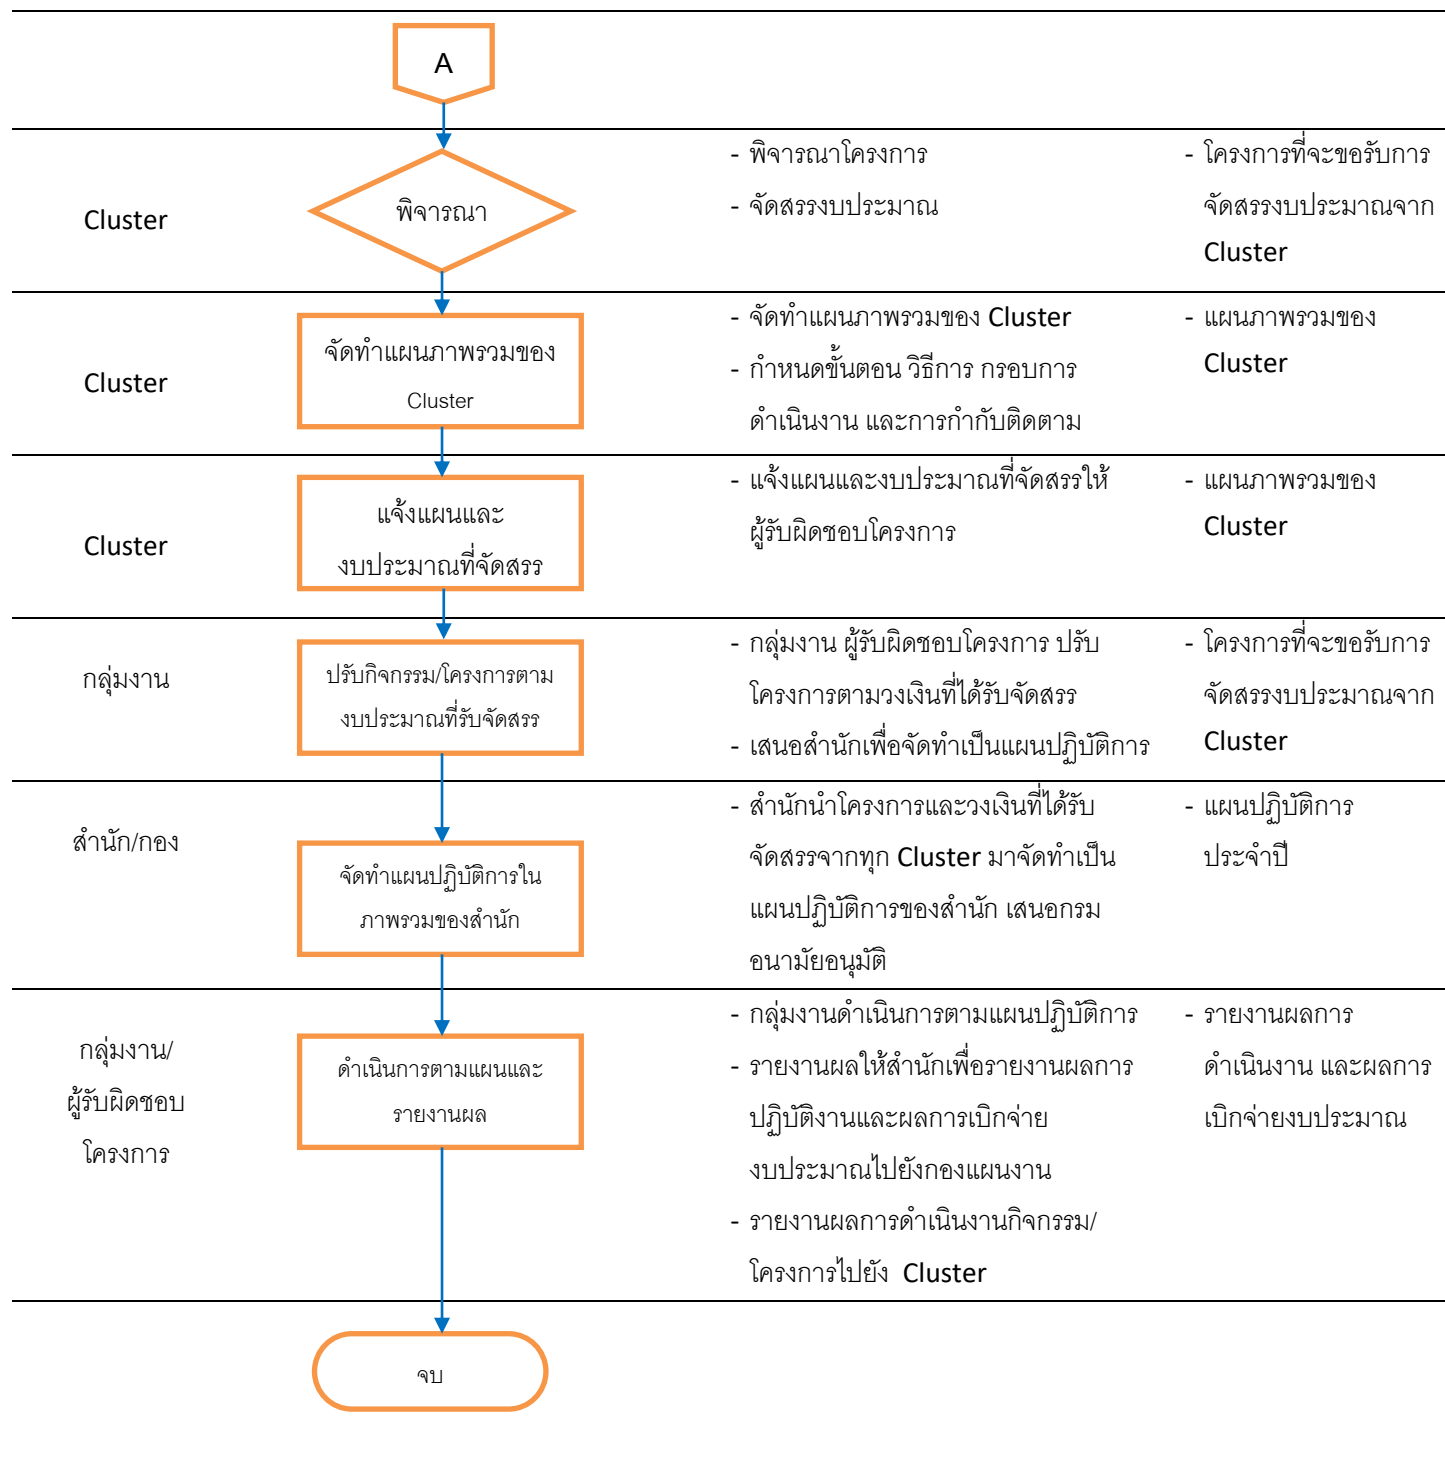 A
Cluster
พิจารณา
- พิจารณาโครงการ
- จัดสรรงบประมาณ
- โครงการที่จะขอรับการ
จัดสรรงบประมาณจาก
Cluster
Cluster
จัดทำแผนภาพรวมของ
Cluster
- จัดทำแผนภาพรวมของ Cluster
- กำหนดขั้นตอน วิธีการ กรอบการ
ดำเนินงาน และการกำกับติดตาม
- แผนภาพรวมของ
Cluster
Cluster
แจ้งแผนและ
งบประมาณที่จัดสรร
- แจ้งแผนและงบประมาณที่จัดสรรให้
ผู้รับผิดชอบโครงการ
- แผนภาพรวมของ
Cluster
กลุ่มงาน
ปรับกิจกรรม/โครงการตาม
งบประมาณที่รับจัดสรร
- กลุ่มงาน ผู้รับผิดชอบโครงการ ปรับ
โครงการตามวงเงินที่ได้รับจัดสรร
- เสนอสำนักเพื่อจัดทำเป็นแผนปฏิบัติการ
- โครงการที่จะขอรับการ
จัดสรรงบประมาณจาก
Cluster
สำนัก/กอง
จัดทำแผนปฏิบัติการใน
ภาพรวมของสำนัก
- สำนักนำโครงการและวงเงินที่ได้รับ
จัดสรรจากทุก Cluster มาจัดทำเป็น
แผนปฏิบัติการของสำนัก เสนอกรม
อนามัยอนุมัติ
- แผนปฏิบัติการ
ประจำปี
กลุ่มงาน/
ผู้รับผิดชอบ
โครงการ
ดำเนินการตามแผนและ
รายงานผล
- กลุ่มงานดำเนินการตามแผนปฏิบัติการ
- รายงานผลให้สำนักเพื่อรายงานผลการ
ปฏิบัติงานและผลการเบิกจ่าย
งบประมาณไปยังกองแผนงาน
- รายงานผลการดำเนินงานกิจกรรม/
โครงการไปยัง Cluster
- รายงานผลการ
ดำเนินงาน และผลการ
เบิกจ่ายงบประมาณ
จบ